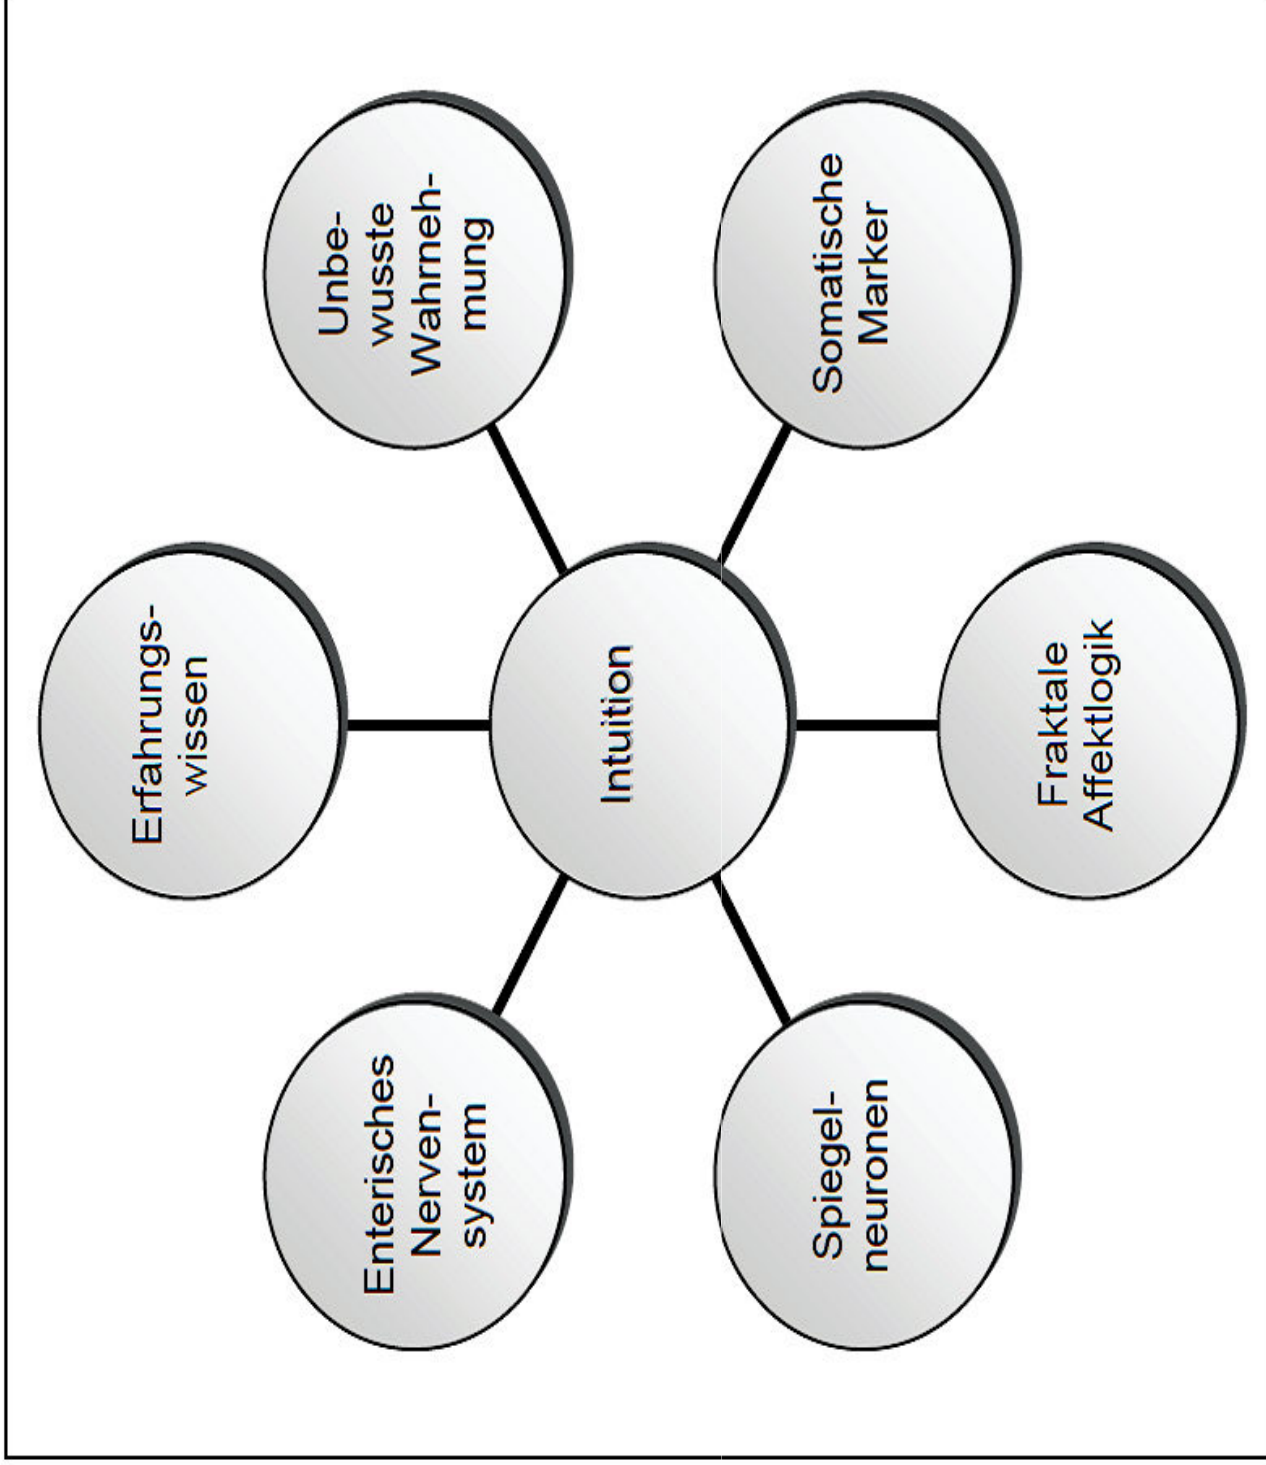 Erfahrungs-
wissen
Enterisches
Nerven-
system
Unbe-
wusste
Wahrneh-
mung
Intuition
Spiegel-
neuronen
Somatische
Marker
Fraktale
Affektlogik